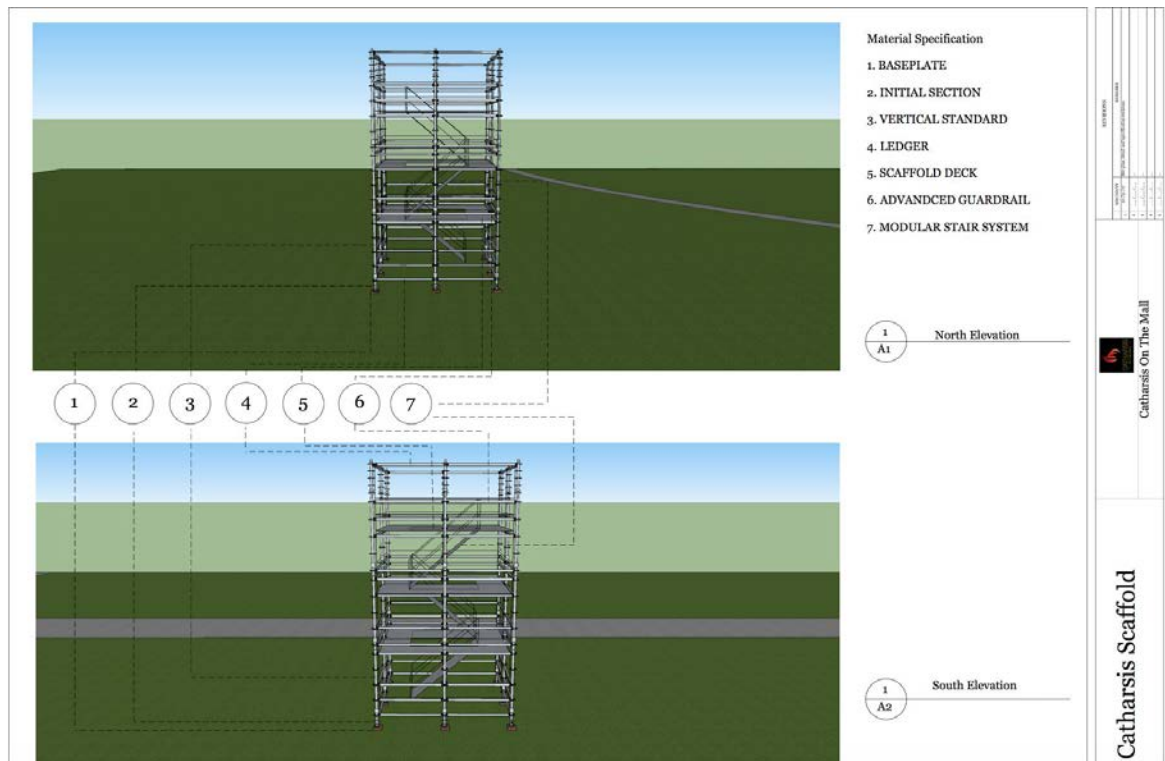 Material Specification
1. BASEPLATE
2. INITIAL SECTION
3. VERTICAL STANDARD
4. LEDGER
5. SCAFFOLD DECK
6. ADVANDCED GUARDRAIL
7. MODULAR STAIR SYSTEM
1
A1
North Elevation
1
2
3
4
5
6
7
1
A2
South Elevation
REVISIONS
Catharsis On The Mall
Catharsis Scaffold